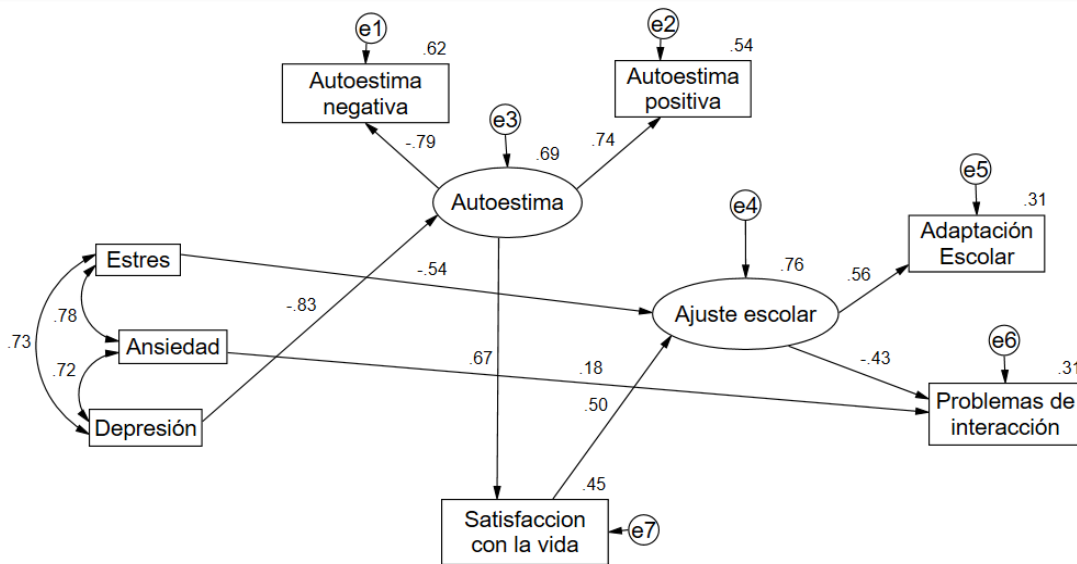 e1
.62
Autoestima
negativa
e2
.54
Autoestima
positiva
-.79
e3
.74
.69
Autoestima
e5
.31
Adaptación
Escolar
e4
.76
.56
Ajuste escolar
Estres
-.54
.78
.73
-.83
Ansiedad
.72
.67
.18
-.43
e6
.31
Problemas de
interacción
Depresión
.50
.45
Satisfaccion
con la vida
e7